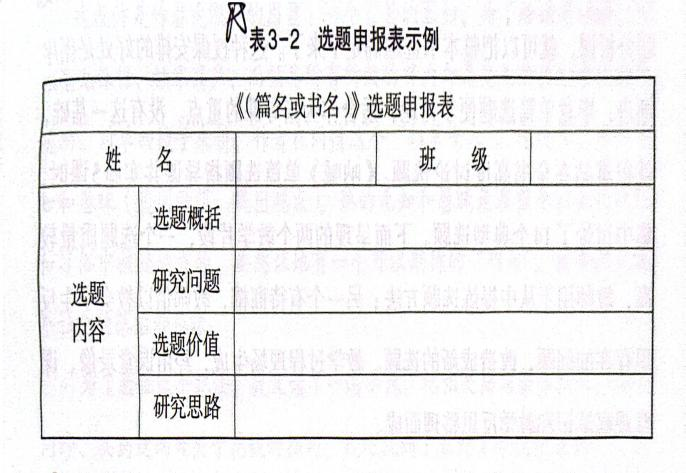 表3-2 选题申报表示例
《(篇名或书名)》选题申报表
姓 名 班 级
选题内容
选题概括
研究问题
选题价值
研究思路